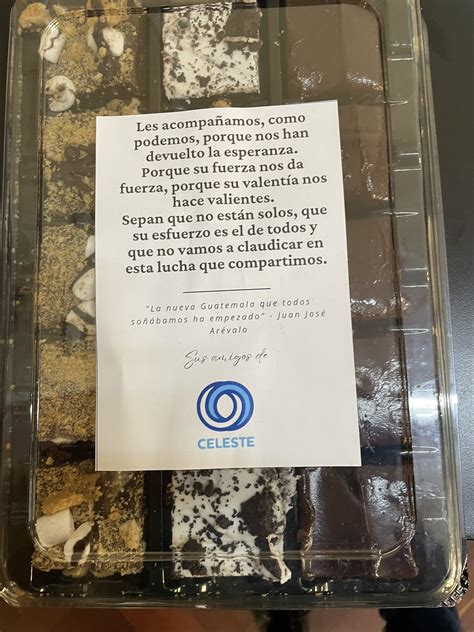 Les acompañamos, como
podemos, porque nos han
devuelto la esperanza.
Porque su fuerza nos da
fuerza, porque su valentía nos
hace valientes.
Sepan que no están solos, que
su esfuerzo es el de todos y
que no vamos a claudicar en
esta lucha que compartimos.
"La nueva Guatemala que todos
soñábamos ha empezado" - Juan José
Arévalo
Sus amigos de
CELESTE